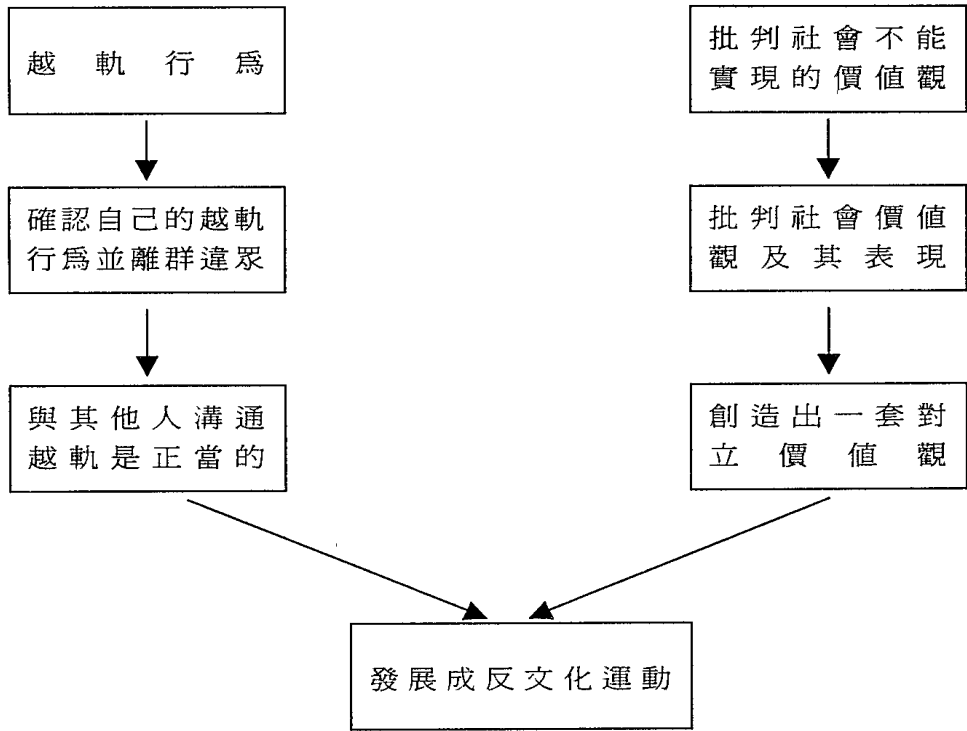 越軌行爲
確認自己的越軌
行爲並離群違眾
與其他人溝通
越軌是正當的
批判社會不能
實現的價值觀
批判社會價值
觀及其表現
創造出一套對
立價值觀
發展成反文化運動